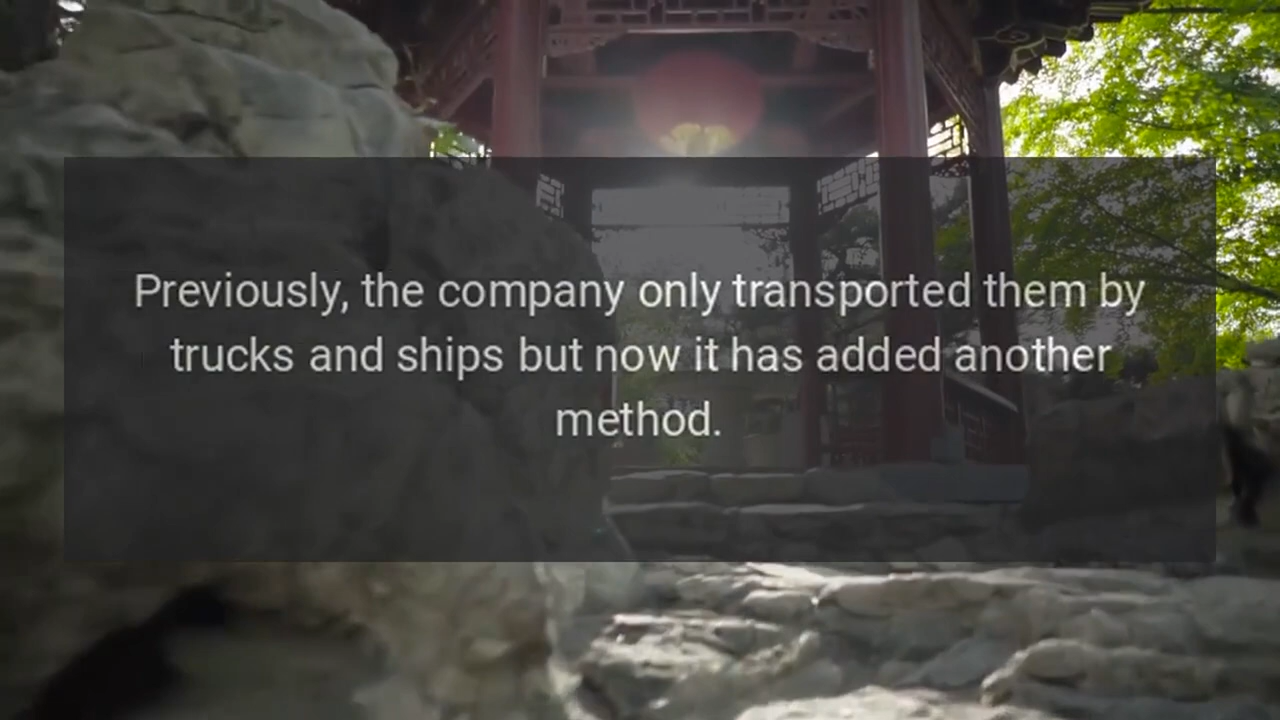 Previously, the company only transported them by
trucks and ships but now it has added another
method.